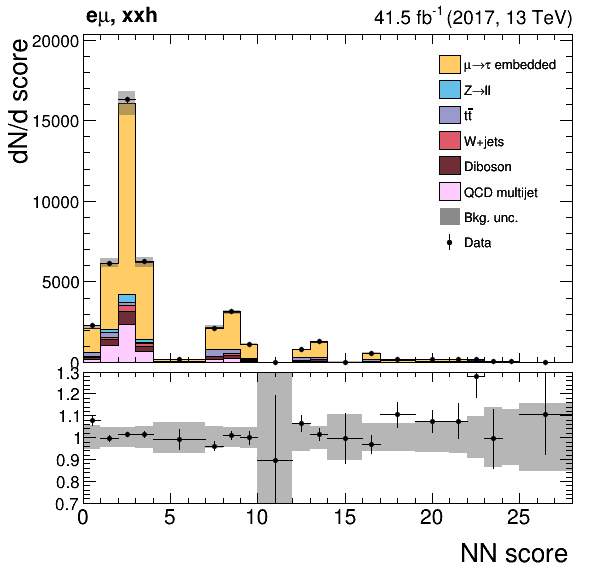 eμ, xxh 41.5 fb⁻¹ (2017, 13 TeV)
dN/d score
20000
15000
10000
5000
0
μ→τ embedded
Z→ll
tt̅
W+jets
Diboson
QCD multijet
Bkg. unc.
Data
1.3
1.2
1.1
1
0.9
0.8
0.7
0 5 10 15 20 25
NN score